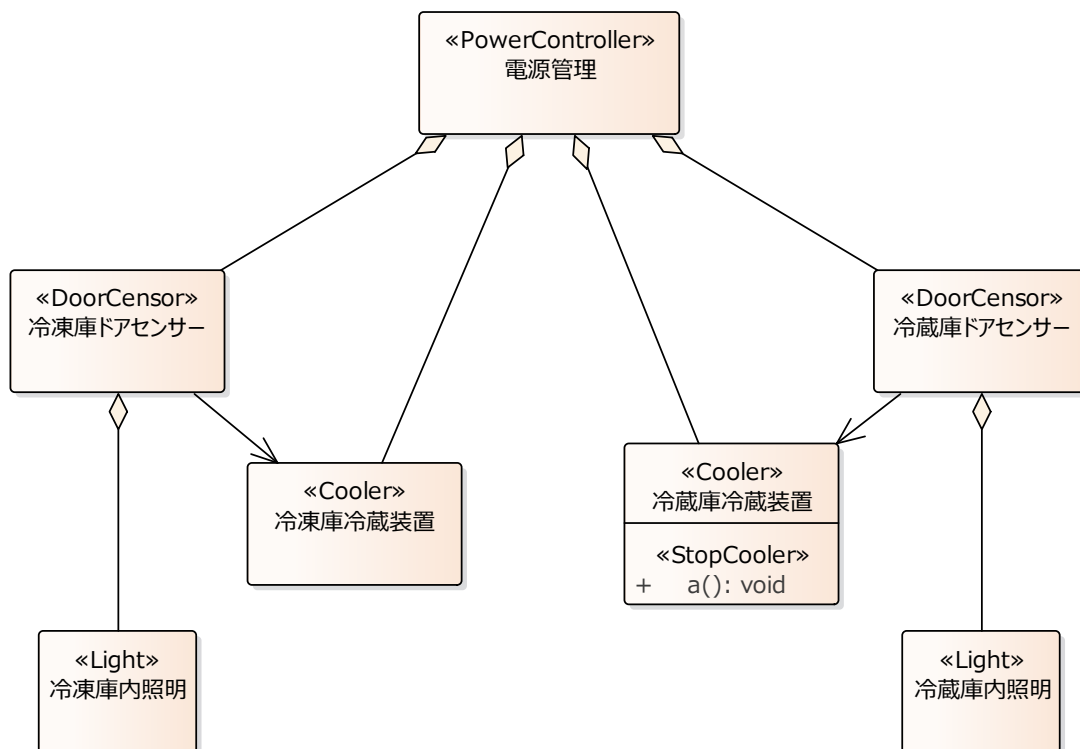 «PowerController»
電源管理
«DoorCensor»
冷凍庫ドアセンサー
«DoorCensor»
冷蔵庫ドアセンサー
«Cooler»
冷凍庫冷蔵装置
«Cooler»
冷蔵庫冷蔵装置
«StopCooler»
+ a(): void
«Light»
冷凍庫内照明
«Light»
冷蔵庫内照明